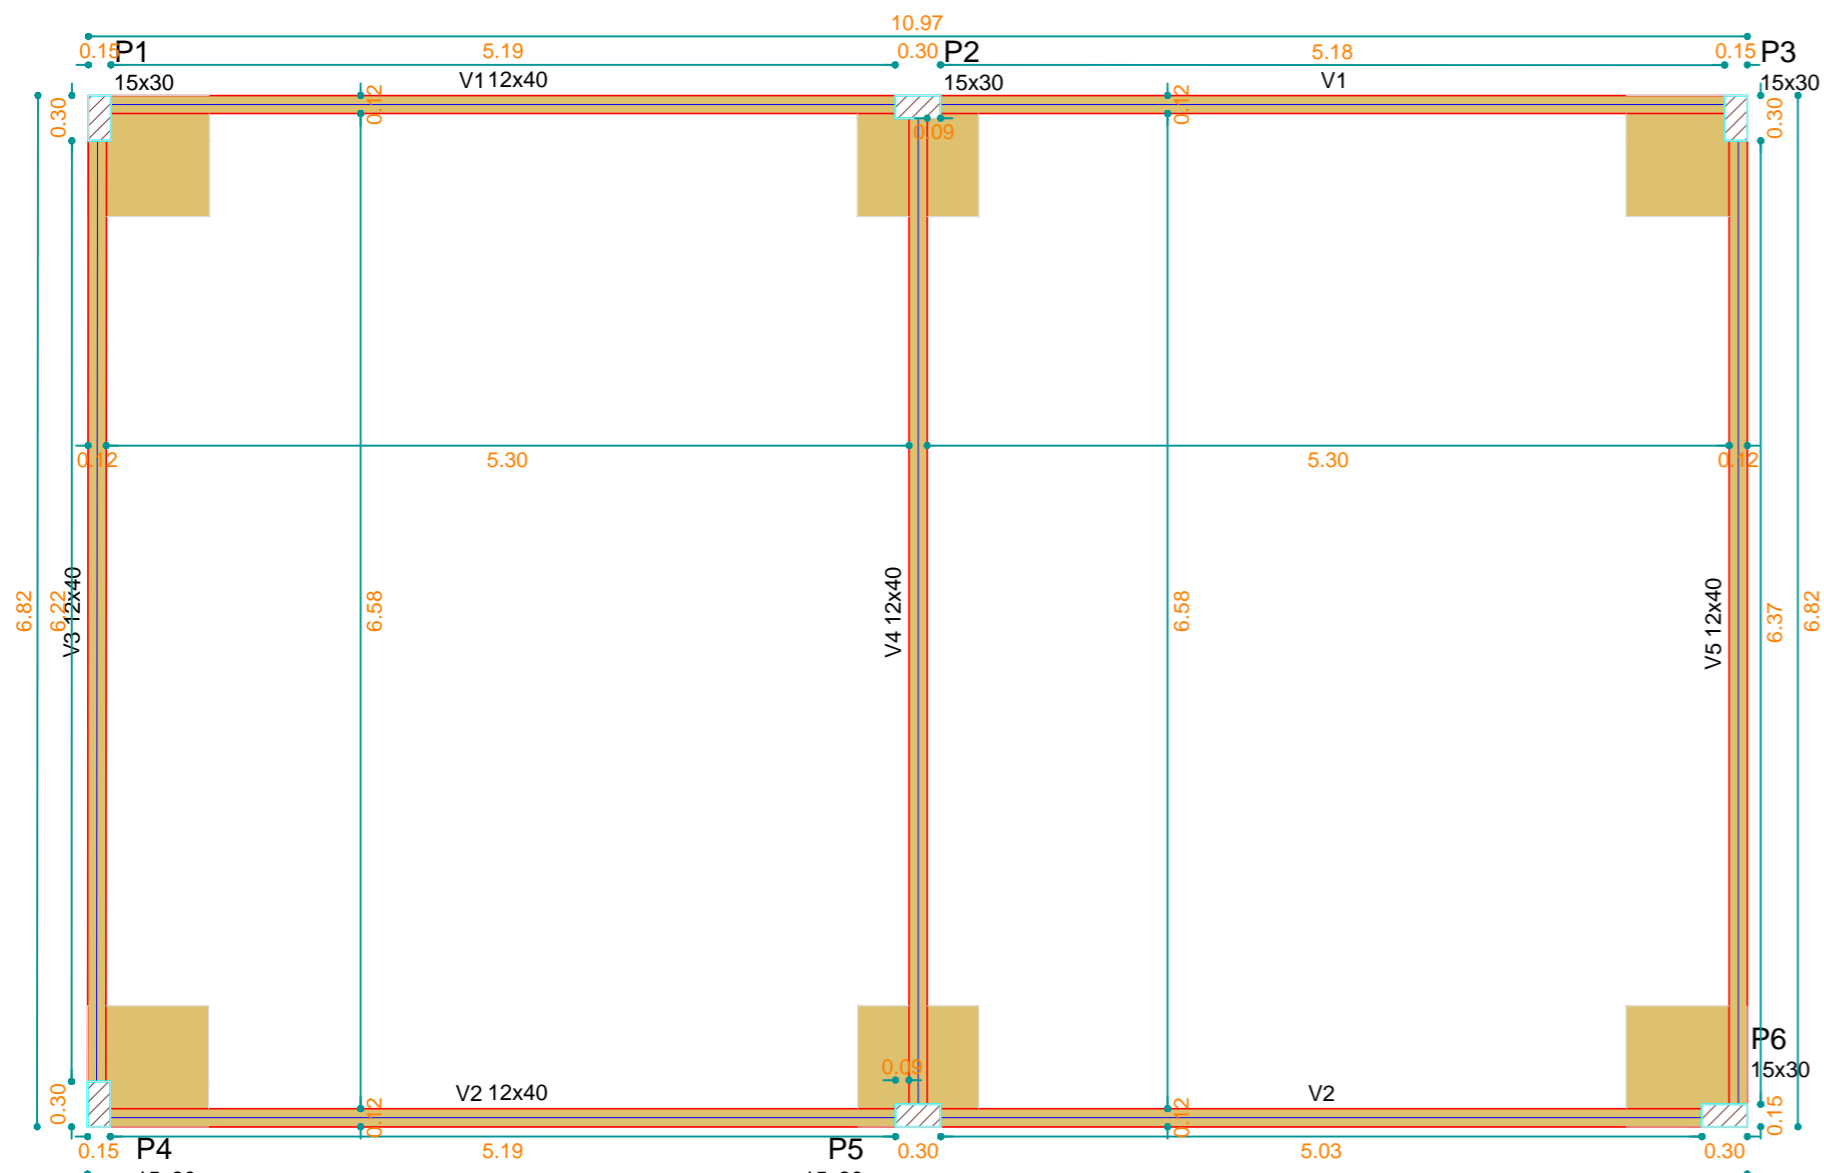 10.97
0.15 P1 5.19 0.30 P2 5.18 0.15 P3
15x30 V1 12x40 15x30 V1 15x30
0.30 0.12 0.12 0.30
0.09
0.12 5.30 5.30 0.12
6.82 6.22 V3 12x40 6.58 V4 12x40 6.58 V5 12x40 6.37 6.82
P6
0.09 15x30
V2 12x40 V2
0.30 0.12 0.12 0.15
P4 P5
0.15 5.19 0.30 5.03 0.30